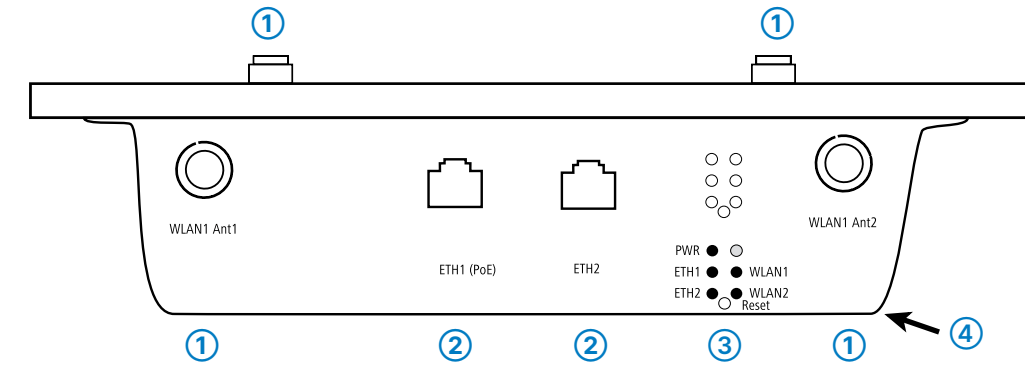 1 1
WLAN1 Ant1
WLAN1 Ant2
ETH1 (PoE)
ETH2
PWR
ETH1 WLAN1
ETH2 WLAN2
Reset
1 2 2 3 1 4